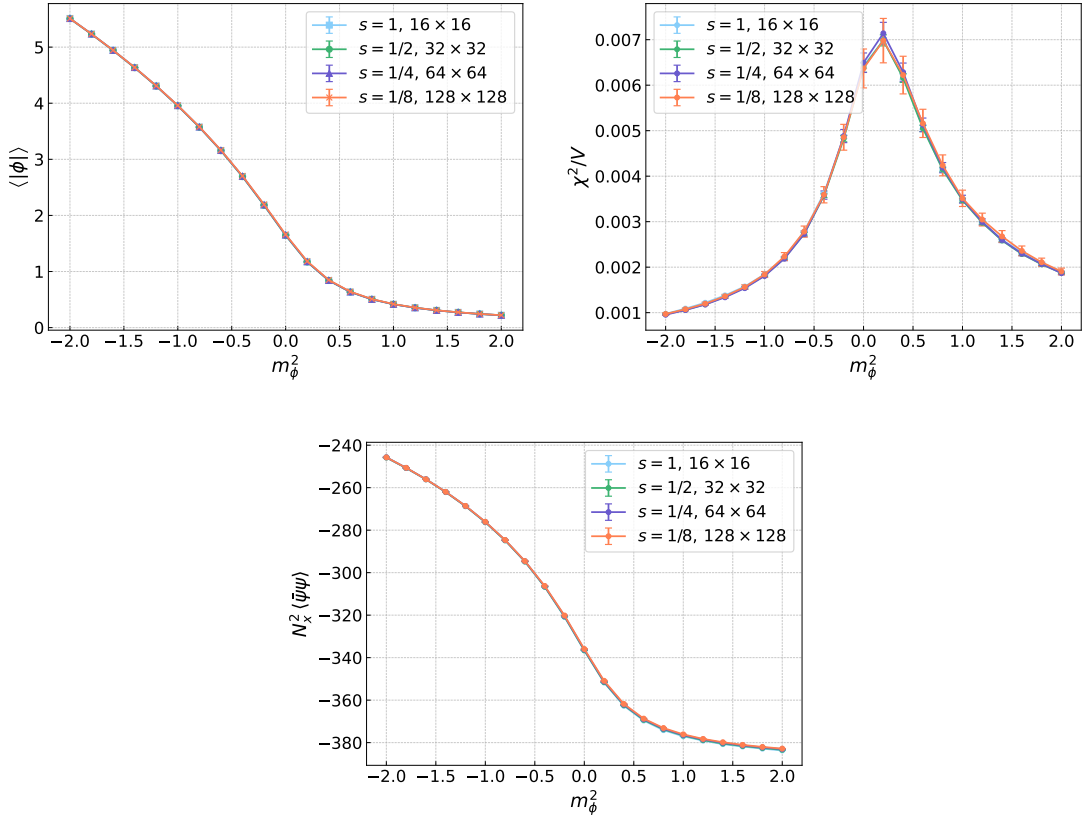 ⟨|ϕ|⟩
5
4
3
2
1
0
s = 1, 16 × 16
s = 1/2, 32 × 32
s = 1/4, 64 × 64
s = 1/8, 128 × 128
−2.0 −1.5 −1.0 −0.5 0.0 0.5 1.0 1.5 2.0
m²_ϕ
χ²/V
0.007
0.006
0.005
0.004
0.003
0.002
0.001
s = 1, 16 × 16
s = 1/2, 32 × 32
s = 1/4, 64 × 64
s = 1/8, 128 × 128
−2.0 −1.5 −1.0 −0.5 0.0 0.5 1.0 1.5 2.0
m²_ϕ
N²_x⟨ψ̄ψ⟩
−240
−260
−280
−300
−320
−340
−360
−380
s = 1, 16 × 16
s = 1/2, 32 × 32
s = 1/4, 64 × 64
s = 1/8, 128 × 128
−2.0 −1.5 −1.0 −0.5 0.0 0.5 1.0 1.5 2.0
m²_ϕ